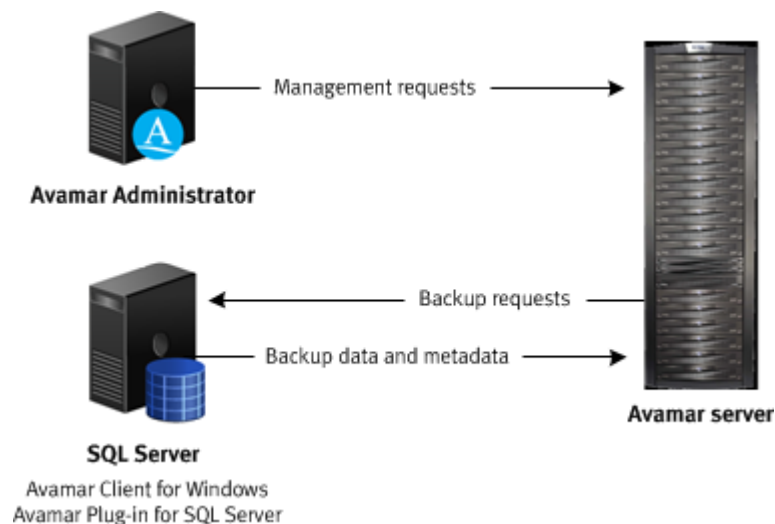 Management requests
A
Avamar Administrator
Backup requests
Backup data and metadata
Avamar server
SQL Server
Avamar Client for Windows
Avamar Plug-in for SQL Server